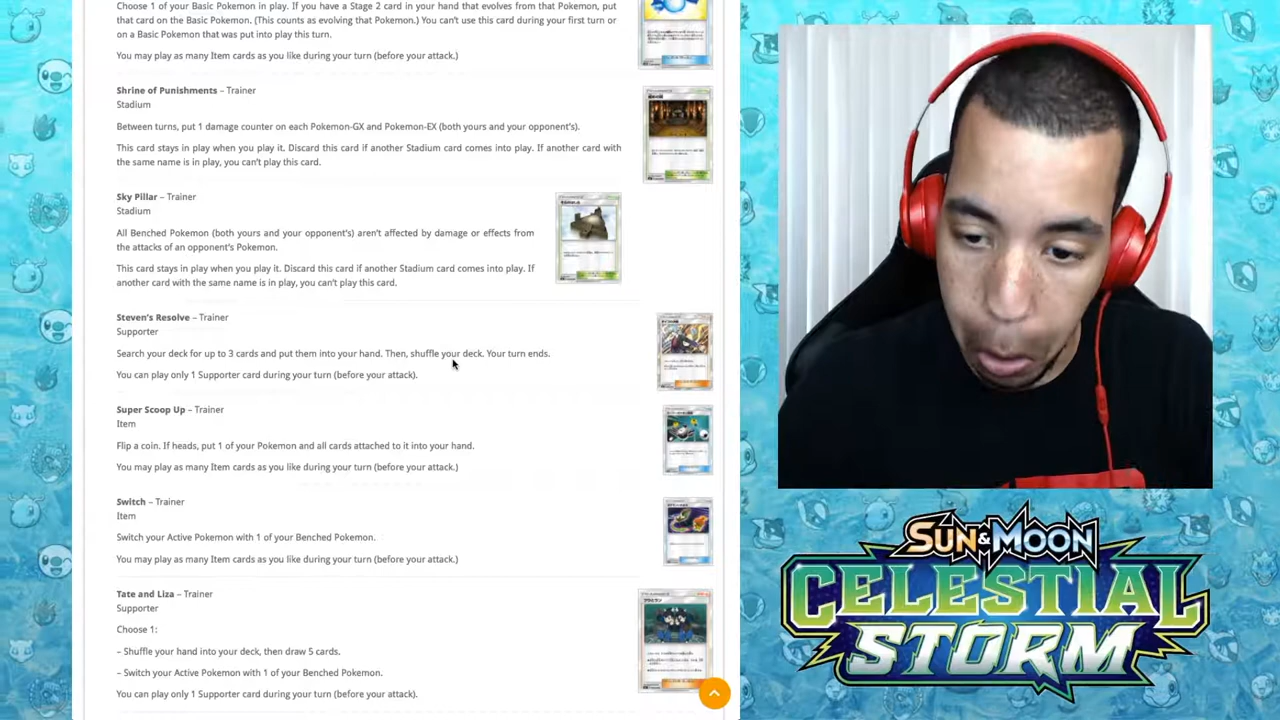 Choose 1 of your Basic Pokemon in play. If you have a Stage 2 card in your hand that evolves from that Pokemon, put
that card on the Basic Pokemon. (This counts as evolving that Pokemon.) You can't use this card during your first turn or
on a Basic Pokemon that was put into play this turn.
You may play as many Item cards as you like during your turn (before your attack.)
Shrine of Punishments – Trainer
Stadium
Between turns, put 1 damage counter on each Pokemon-GX and Pokemon-EX (both yours and your opponent's).
This card stays in play when you play it. Discard this card if another Stadium card comes into play. If another card with
the same name is in play, you can't play this card.
Sky Pillar – Trainer
Stadium
All Benched Pokemon (both yours and your opponent's) aren't affected by damage or effects from
the attacks of an opponent's Pokemon.
This card stays in play when you play it. Discard this card if another Stadium card comes into play. If
another card with the same name is in play, you can't play this card.
Steven's Resolve – Trainer
Supporter
Search your deck for up to 3 cards and put them into your hand. Then, shuffle your deck. Your turn ends.
You can play only 1 Supporter card during your turn (before your attack).
Super Scoop Up – Trainer
Item
Flip a coin. If heads, put 1 of your Pokemon and all cards attached to it into your hand.
You may play as many Item cards as you like during your turn (before your attack.)
Switch – Trainer
Item
Switch your Active Pokemon with 1 of your Benched Pokemon.
You may play as many Item cards as you like during your turn (before your attack.)
Tate and Liza – Trainer
Supporter
Choose 1:
– Shuffle your hand into your deck, then draw 5 cards.
– Switch your Active Pokemon with 1 of your Benched Pokemon.
You can play only 1 Supporter card during your turn (before your attack).
SUN & MOON
CELESTIAL
STORM